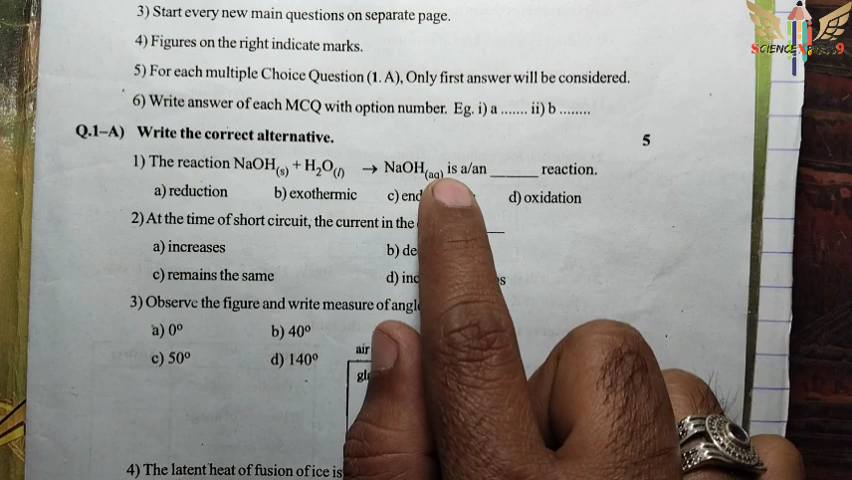 3) Start every new main questions on separate page.
4) Figures on the right indicate marks.
5) For each multiple Choice Question (1. A), Only first answer will be considered.
6) Write answer of each MCQ with option number. Eg. i) a ....... ii) b ........
Q.1–A) Write the correct alternative. 5
1) The reaction NaOH(s) + H2O(l) → NaOH(aq) is a/an ______ reaction.
a) reduction b) exothermic c) d) oxidation
2) At the time of short circuit, the current in the
a) increases b)
c) remains the same d)
3) Observe the figure and write measure of
a) 0° b) 40°
c) 50° d) 140°
air
4) The latent heat of fusion of ice is